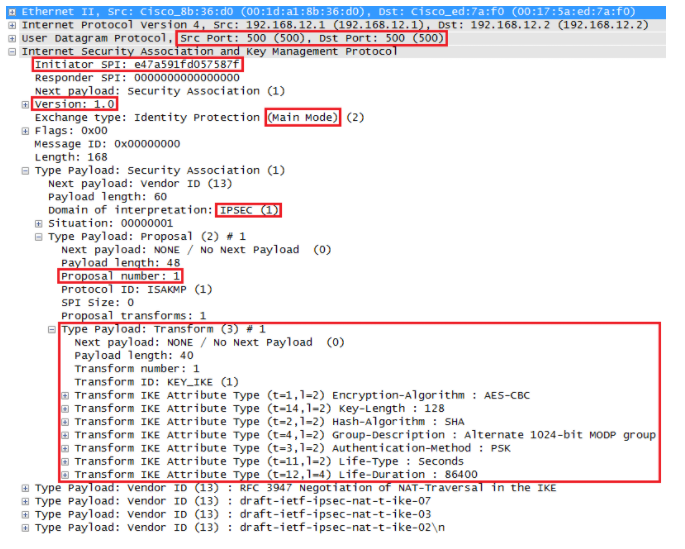 Ethernet II, Src: Cisco_8b:36:d0 (00:1d:a1:8b:36:d0), Dst: Cisco_ed:7a:f0 (00:17:5a:ed:7a:f0)
Internet Protocol Version 4, Src: 192.168.12.1 (192.168.12.1), Dst: 192.168.12.2 (192.168.12.2)
User Datagram Protocol, Src Port: 500 (500), Dst Port: 500 (500)
Internet Security Association and Key Management Protocol
Initiator SPI: e47a591fd057587f
Responder SPI: 0000000000000000
Next payload: Security Association (1)
Version: 1.0
Exchange type: Identity Protection (Main Mode) (2)
Flags: 0x00
Message ID: 0x00000000
Length: 168
Type Payload: Security Association (1)
Next payload: Vendor ID (13)
Payload length: 60
Domain of interpretation: IPSEC (1)
Situation: 00000001
Type Payload: Proposal (2) # 1
Next payload: NONE / No Next Payload (0)
Payload length: 48
Proposal number: 1
Protocol ID: ISAKMP (1)
SPI Size: 0
Proposal transforms: 1
Type Payload: Transform (3) # 1
Next payload: NONE / No Next Payload (0)
Payload length: 40
Transform number: 1
Transform ID: KEY_IKE (1)
Transform IKE Attribute Type (t=1,l=2) Encryption-Algorithm : AES-CBC
Transform IKE Attribute Type (t=14,l=2) Key-Length : 128
Transform IKE Attribute Type (t=2,l=2) Hash-Algorithm : SHA
Transform IKE Attribute Type (t=4,l=2) Group-Description : Alternate 1024-bit MODP group
Transform IKE Attribute Type (t=3,l=2) Authentication-Method : PSK
Transform IKE Attribute Type (t=11,l=2) Life-Type : Seconds
Transform IKE Attribute Type (t=12,l=4) Life-Duration : 86400
Type Payload: Vendor ID (13) : RFC 3947 Negotiation of NAT-Traversal in the IKE
Type Payload: Vendor ID (13) : draft-ietf-ipsec-nat-t-ike-07
Type Payload: Vendor ID (13) : draft-ietf-ipsec-nat-t-ike-03
Type Payload: Vendor ID (13) : draft-ietf-ipsec-nat-t-ike-02\n